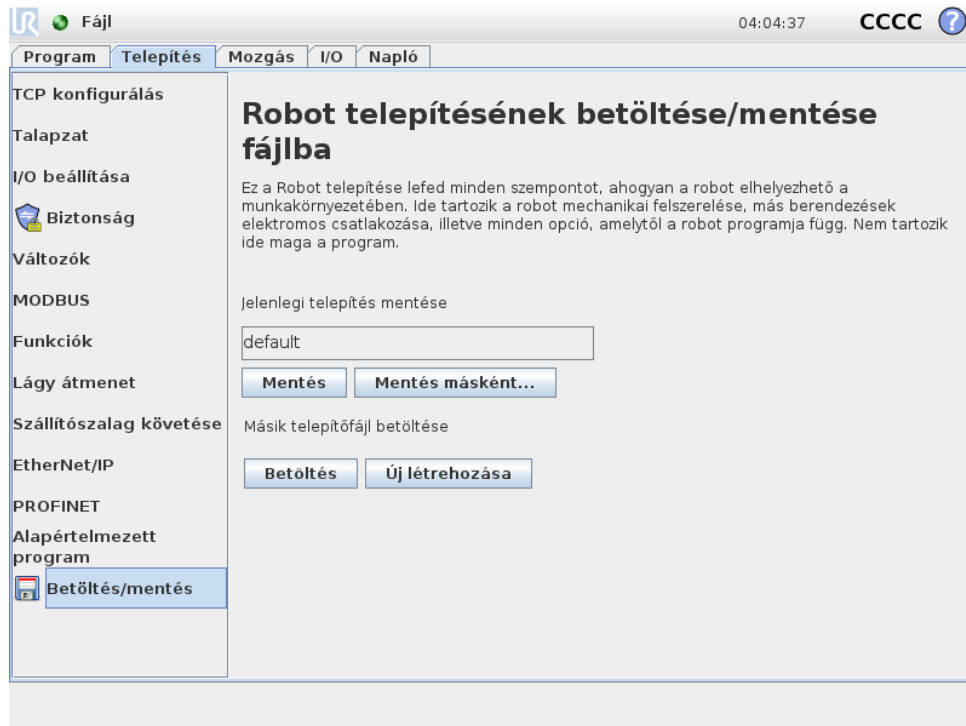 UR Fájl 04:04:37 CCCC ?
Program Telepítés Mozgás I/O Napló
TCP konfigurálás
Talapzat
I/O beállítása
Biztonság
Változók
MODBUS
Funkciók
Lágy átmenet
Szállítószalag követése
EtherNet/IP
PROFINET
Alapértelmezett
program
Betöltés/mentés
Robot telepítésének betöltése/mentése
fájlba
Ez a Robot telepítése lefed minden szempontot, ahogyan a robot elhelyezhető a
munkakörnyezetében. Ide tartozik a robot mechanikai felszerelése, más berendezések
elektromos csatlakozása, illetve minden opció, amelytől a robot programja függ. Nem tartozik
ide maga a program.
Jelenlegi telepítés mentése
default
Mentés Mentés másként...
Másik telepítőfájl betöltése
Betöltés Új létrehozása